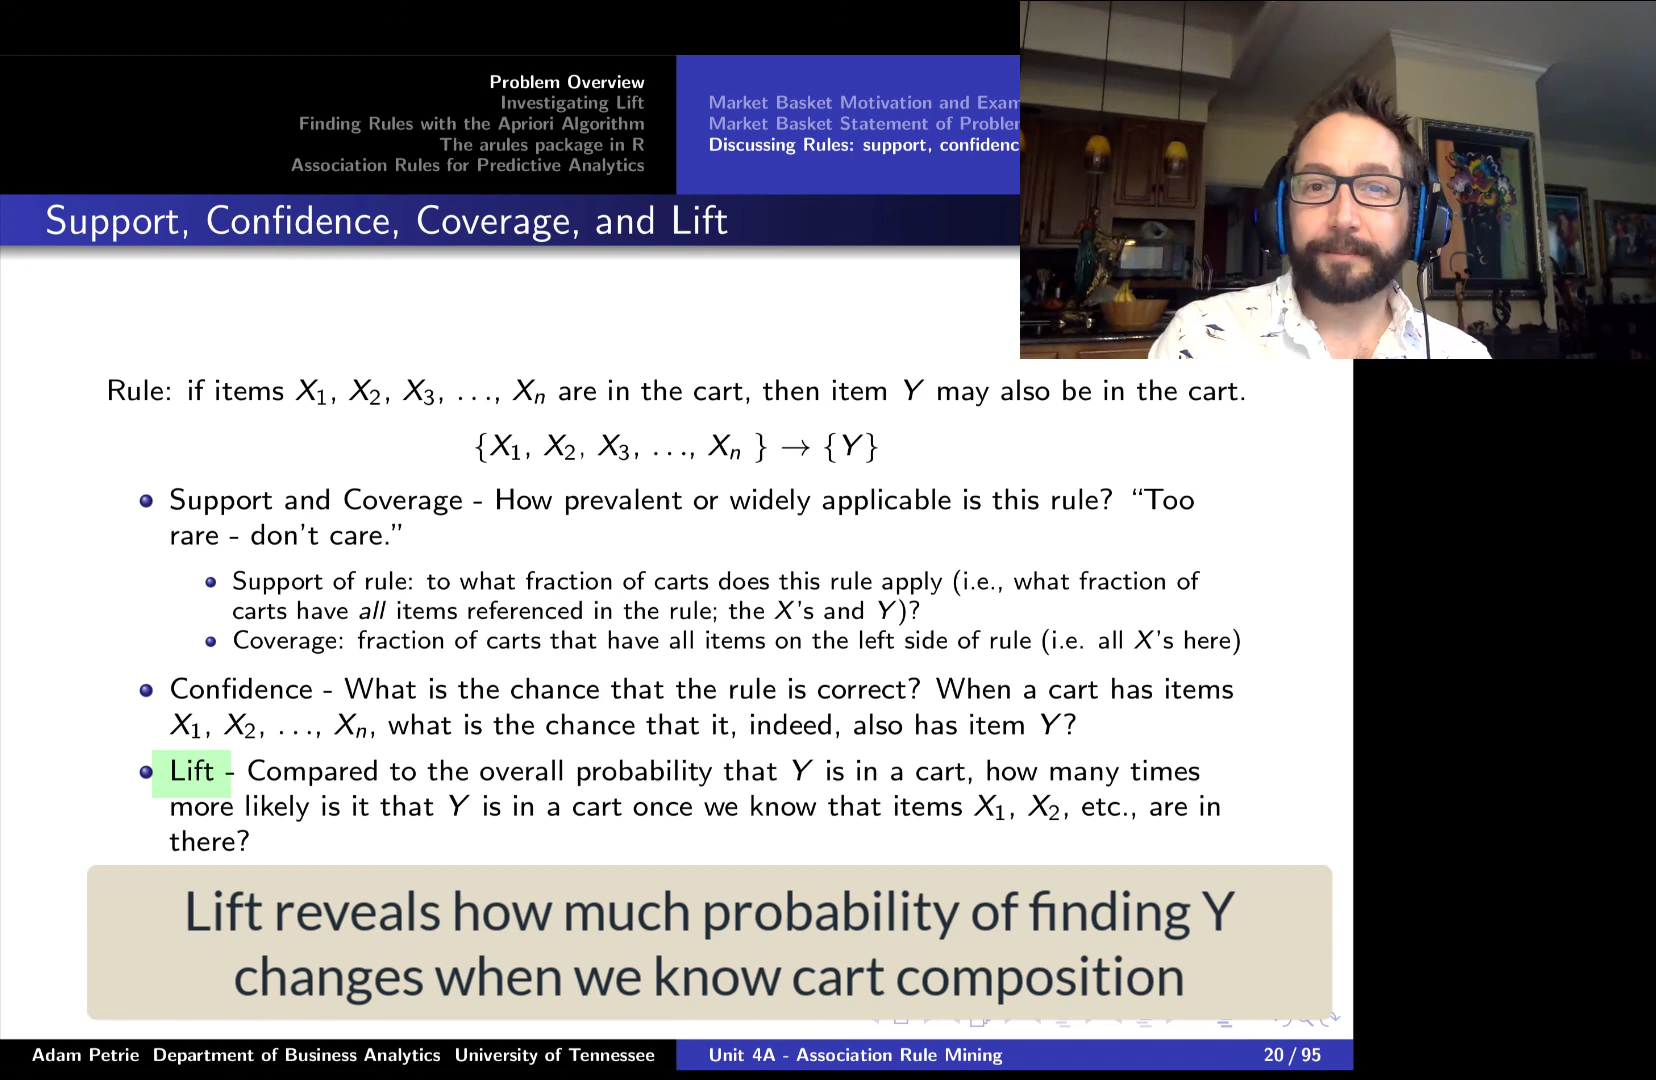 Problem Overview
Investigating Lift
Finding Rules with the Apriori Algorithm
The arules package in R
Association Rules for Predictive Analytics
Market Basket Motivation and Exam
Market Basket Statement of Problem
Discussing Rules: support, confidenc
Support, Confidence, Coverage, and Lift
Rule: if items X₁, X₂, X₃, . . ., Xₙ are in the cart, then item Y may also be in the cart.
{X₁, X₂, X₃, . . ., Xₙ } → {Y}
Support and Coverage - How prevalent or widely applicable is this rule? “Too
rare - don’t care.”
Support of rule: to what fraction of carts does this rule apply (i.e., what fraction of
carts have all items referenced in the rule; the X’s and Y)?
Coverage: fraction of carts that have all items on the left side of rule (i.e. all X’s here)
Confidence - What is the chance that the rule is correct? When a cart has items
X₁, X₂, . . ., Xₙ, what is the chance that it, indeed, also has item Y?
Lift - Compared to the overall probability that Y is in a cart, how many times
more likely is it that Y is in a cart once we know that items X₁, X₂, etc., are in
there?
Lift reveals how much probability of finding Y
changes when we know cart composition
Adam Petrie Department of Business Analytics University of Tennessee
Unit 4A - Association Rule Mining
20 / 95